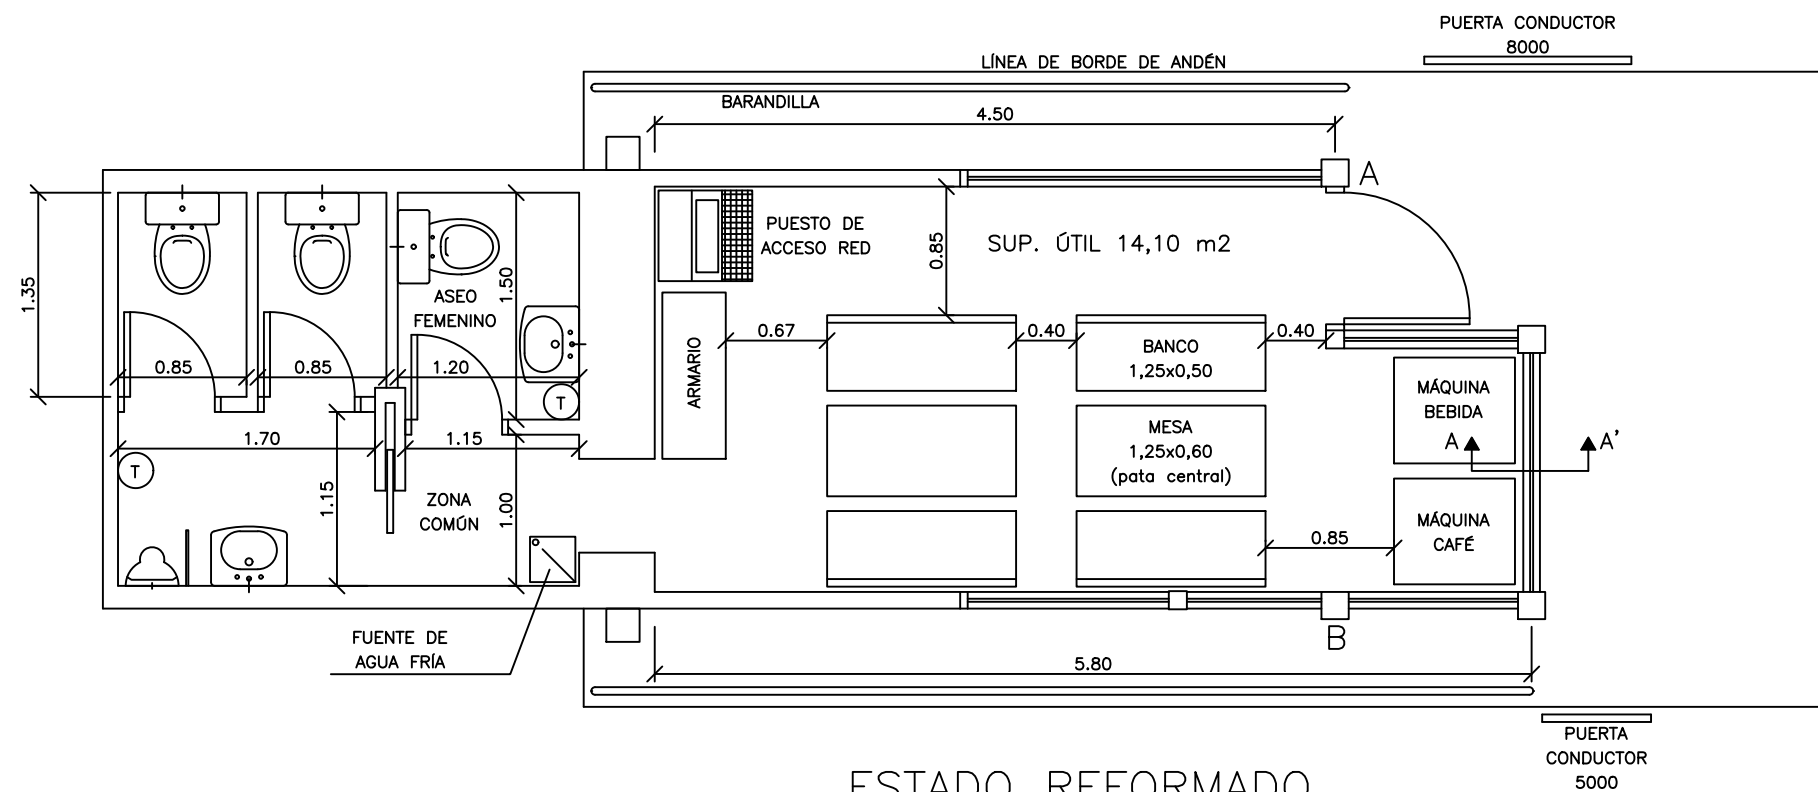 PUERTA CONDUCTOR
8000
LÍNEA DE BORDE DE ANDÉN
BARANDILLA
4.50
A
PUESTO DE
ACCESO RED
SUP. ÚTIL 14,10 m2
0.85
1.35
1.50
ASEO
FEMENINO
0.85
0.85
1.20
T
0.67
0.40
0.40
ARMARIO
BANCO
1,25x0,50
MÁQUINA
BEBIDA
MESA
1,25x0,60
(pata central)
A
A'
1.70
1.15
T
1.15
ZONA
COMÚN
1.00
MÁQUINA
CAFÉ
0.85
FUENTE DE
AGUA FRÍA
B
5.80
PUERTA
CONDUCTOR
5000
ESTADO REFORMADO